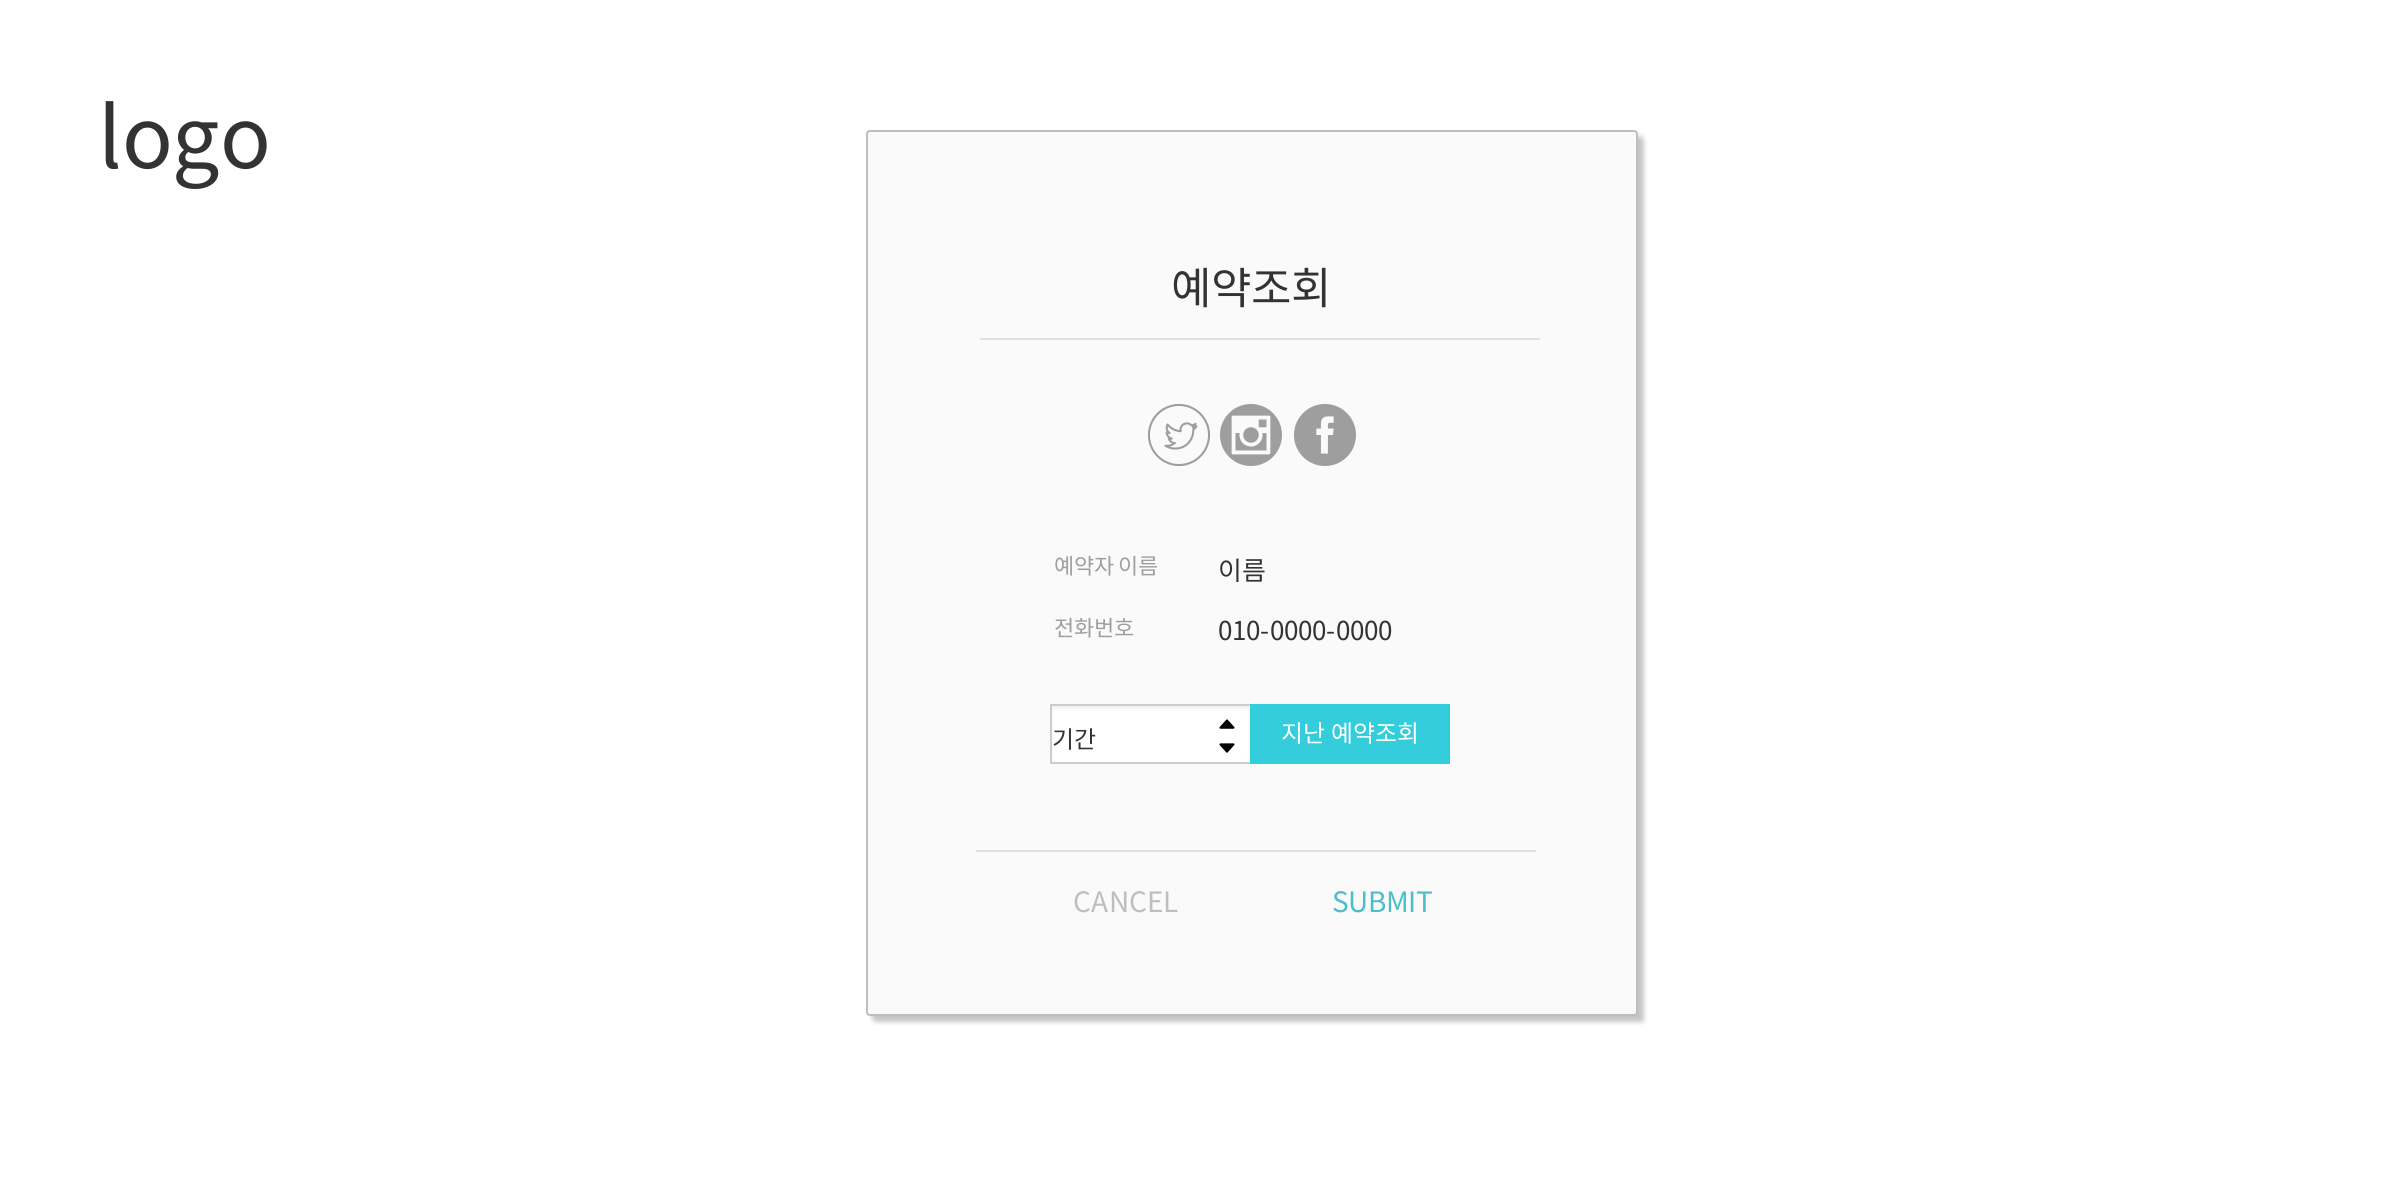 logo
예약조회
예약자 이름 이름
전화번호 010-0000-0000
기간 지난 예약조회
CANCEL SUBMIT